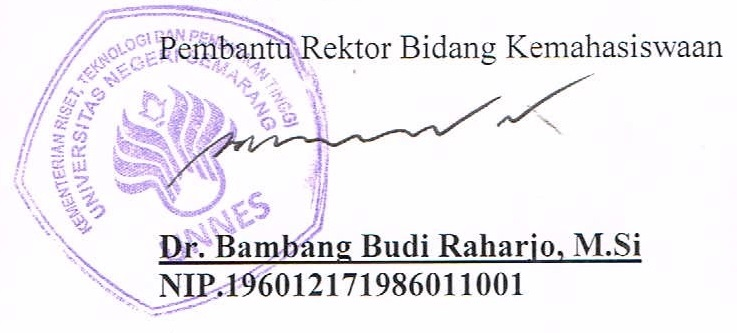 Pembantu Rektor Bidang Kemahasiswaan
KEMENTERIAN RISET, TEKNOLOGI DAN PENDIDIKAN TINGGI
UNIVERSITAS NEGERI SEMARANG
UNNES
Dr. Bambang Budi Raharjo, M.Si
NIP.196012171986011001